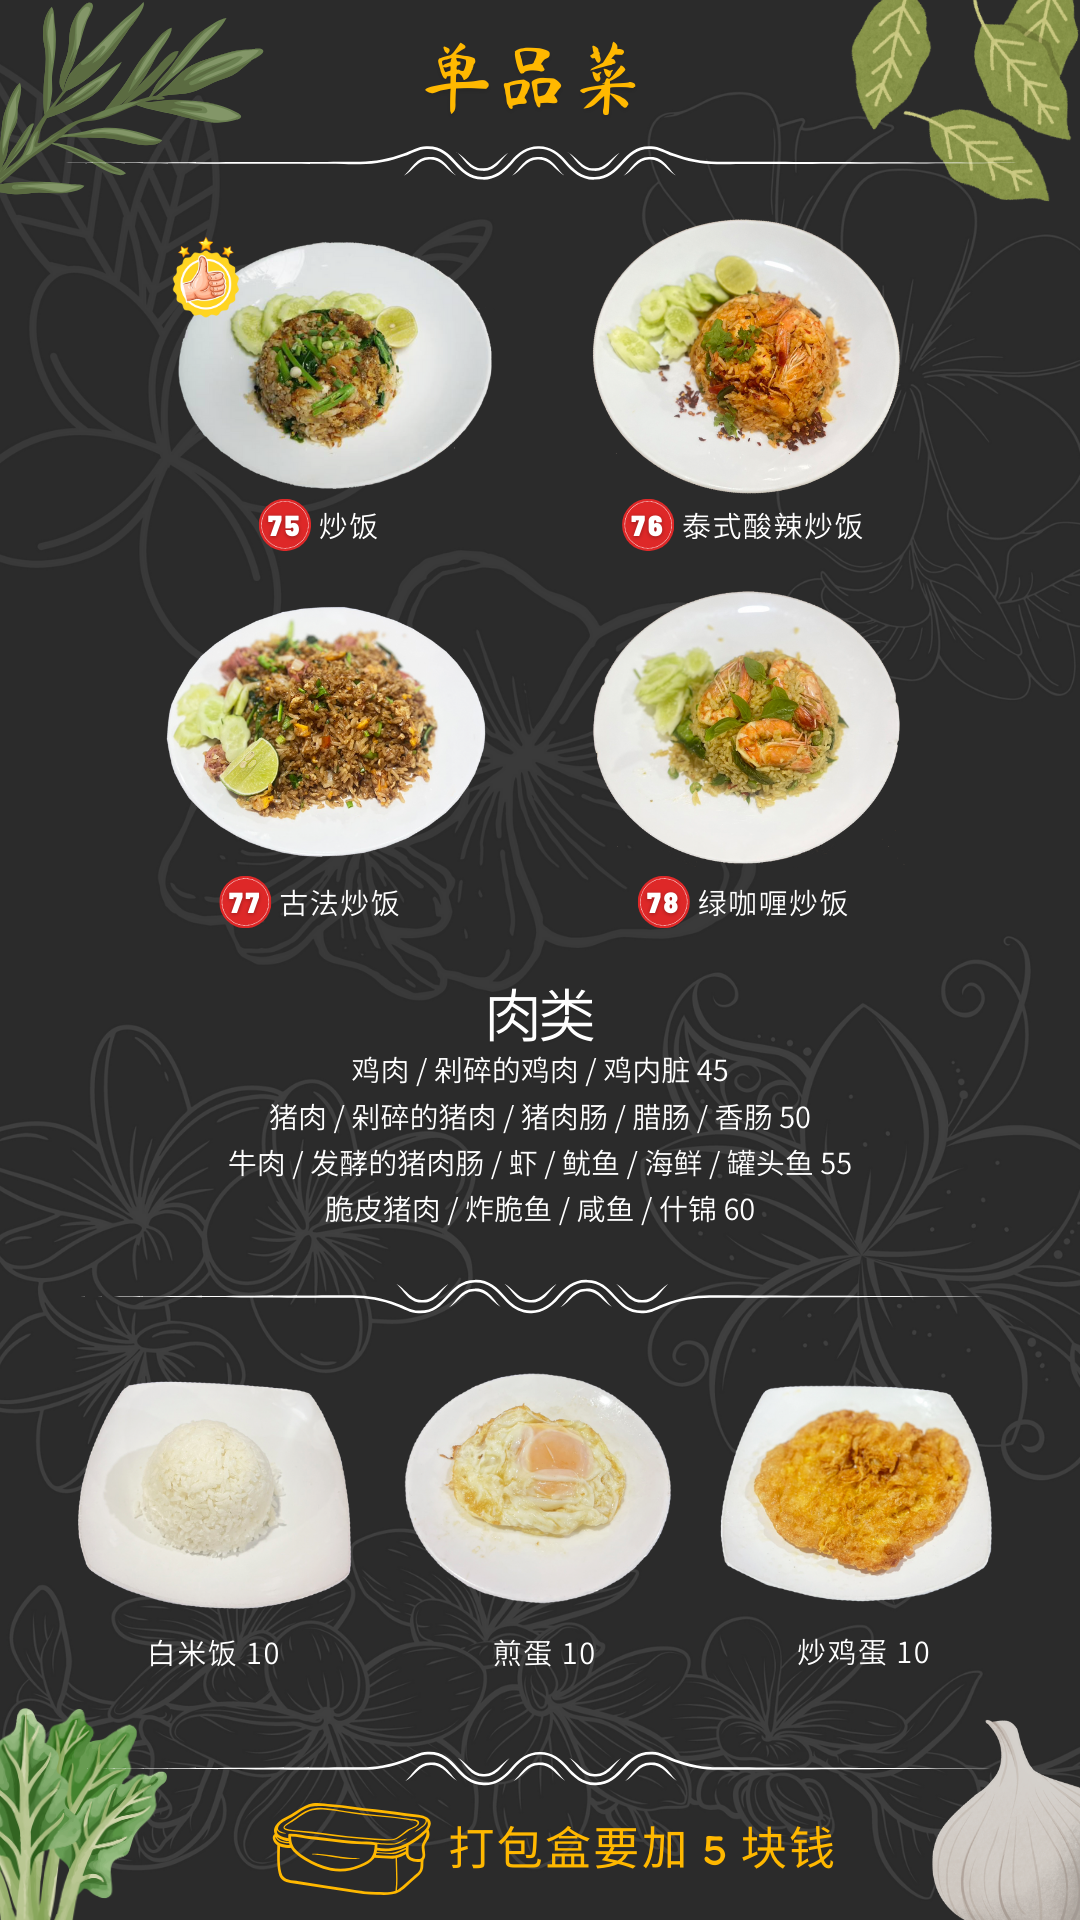 单品菜
75 炒饭
76 泰式酸辣炒饭
77 古法炒饭
78 绿咖喱炒饭
肉类
鸡肉 / 剁碎的鸡肉 / 鸡内脏 45
猪肉 / 剁碎的猪肉 / 猪肉肠 / 腊肠 / 香肠 50
牛肉 / 发酵的猪肉肠 / 虾 / 鱿鱼 / 海鲜 / 罐头鱼 55
脆皮猪肉 / 炸脆鱼 / 咸鱼 / 什锦 60
白米饭 10
煎蛋 10
炒鸡蛋 10
打包盒要加 5 块钱